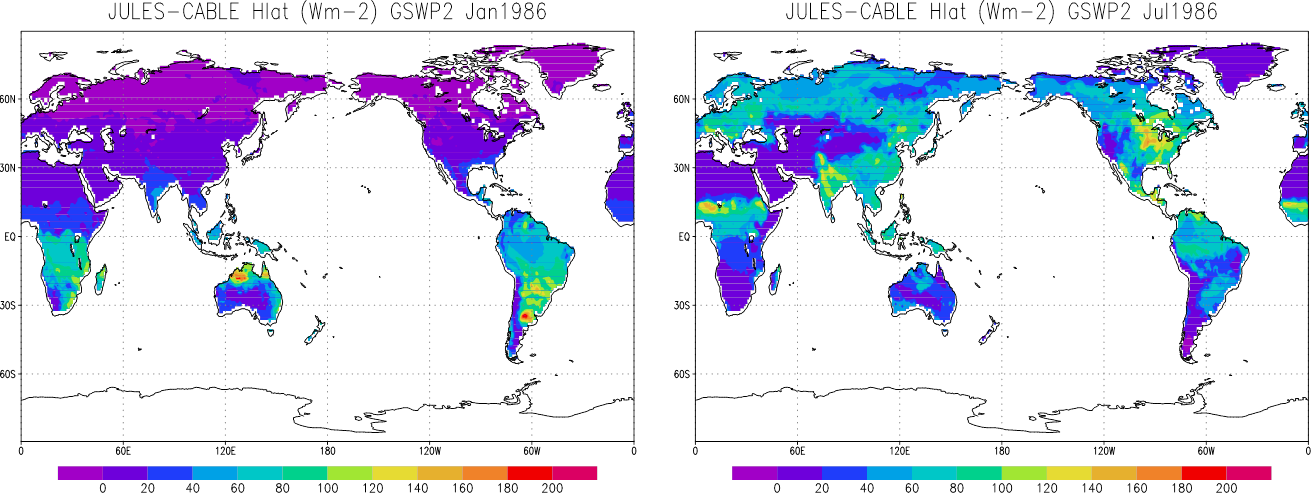 JULES-CABLE Hlat (Wm-2) GSWP2 Jan1986
60N
30N
EQ
30S
60S
0 60E 120E 180 120W 60W 0
0 20 40 60 80 100 120 140 160 180 200
JULES-CABLE Hlat (Wm-2) GSWP2 Jul1986
60N
30N
EQ
30S
60S
0 60E 120E 180 120W 60W 0
0 20 40 60 80 100 120 140 160 180 200